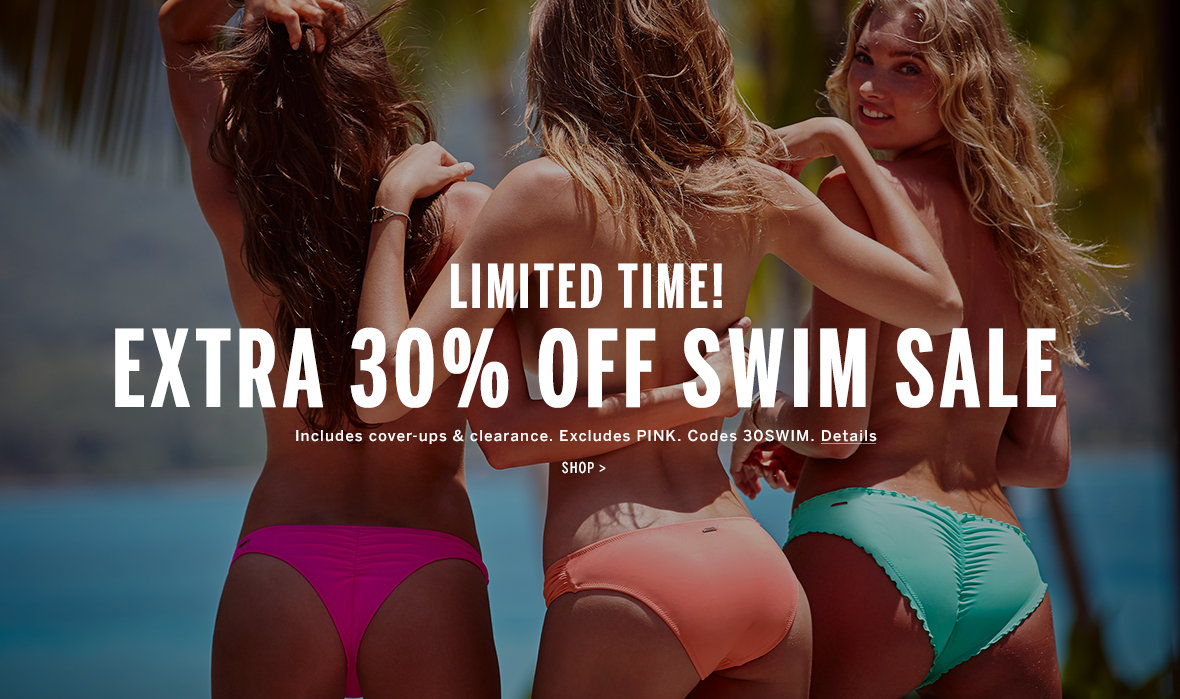 LIMITED TIME!
EXTRA 30% OFF SWIM SALE
Includes cover-ups & clearance. Excludes PINK. Codes 30SWIM. Details
SHOP >